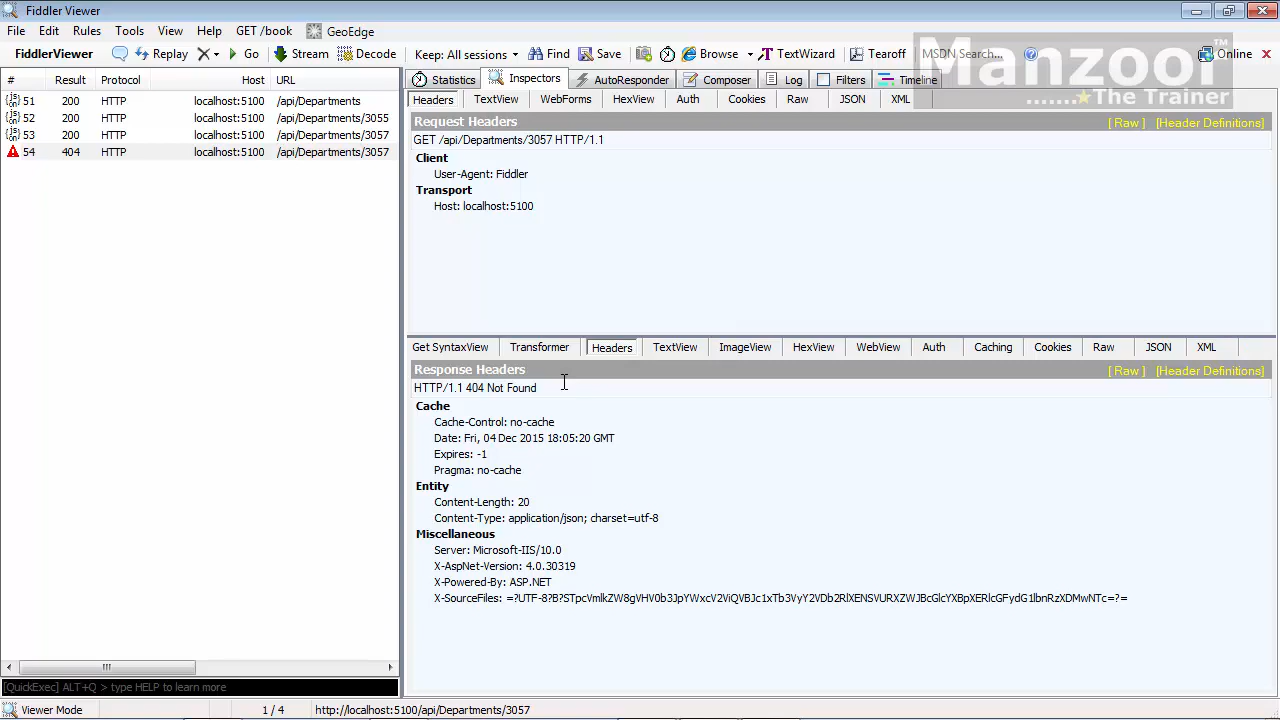 Fiddler Viewer
File Edit Rules Tools View Help GET /book GeoEdge
FiddlerViewer Replay Go Stream Decode Keep: All sessions Find Save Browse TextWizard Tearoff MSDN Search... Online
Manzoor™
.......The Trainer
# Result Protocol Host URL
51 200 HTTP localhost:5100 /api/Departments
52 200 HTTP localhost:5100 /api/Departments/3055
53 200 HTTP localhost:5100 /api/Departments/3057
54 404 HTTP localhost:5100 /api/Departments/3057
Statistics Inspectors AutoResponder Composer Log Filters Timeline
Headers TextView WebForms HexView Auth Cookies Raw JSON XML
Request Headers [ Raw ] [Header Definitions]
GET /api/Departments/3057 HTTP/1.1
Client
User-Agent: Fiddler
Transport
Host: localhost:5100
Get SyntaxView Transformer Headers TextView ImageView HexView WebView Auth Caching Cookies Raw JSON XML
Response Headers [ Raw ] [Header Definitions]
HTTP/1.1 404 Not Found
Cache
Cache-Control: no-cache
Date: Fri, 04 Dec 2015 18:05:20 GMT
Expires: -1
Pragma: no-cache
Entity
Content-Length: 20
Content-Type: application/json; charset=utf-8
Miscellaneous
Server: Microsoft-IIS/10.0
X-AspNet-Version: 4.0.30319
X-Powered-By: ASP.NET
X-SourceFiles:
[QuickExec] ALT+Q > type HELP to learn more
Viewer Mode 1 / 4 http://localhost:5100/api/Departments/3057